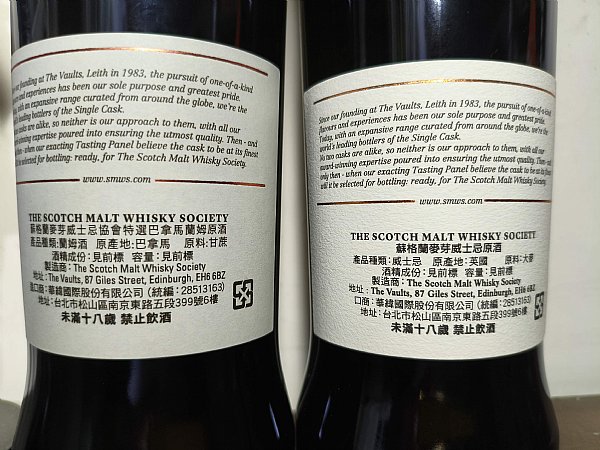 our founding at The Vaults, Leith in 1983, the pursuit of one-of-a-kind
and experiences has been our sole purpose and greatest pride.
with an expansive range curated from around the globe, we're the
leading bottlers of the Single Cask.
oaks are alike, so neither is our approach to them, with all our
winning expertise poured into ensuring the utmost quality. Then - and
then - when our exacting Tasting Panel believe the cask to be at its finest
be selected for bottling: ready, for The Scotch Malt Whisky Society.
www.smws.com
THE SCOTCH MALT WHISKY SOCIETY
蘇格蘭麥芽威士忌協會特選巴拿馬蘭姆原酒
產品種類:蘭姆酒 原產地:巴拿馬 原料:甘蔗
酒精成份:見前標 容量:見前標
製造商:The Scotch Malt Whisky Society
地址:The Vaults, 87 Giles Street, Edinburgh, EH6 6BZ
進口商:華緯國際股份有限公司(統編:28513163)
地址:台北市松山區南京東路五段399號6樓
未滿十八歲 禁止飲酒
Since our founding at The Vaults, Leith in 1983, the pursuit of one-of-a-kind
flavours and experiences has been our sole purpose and greatest pride.
Today, with an expansive range curated from around the globe, we're the
world's leading bottlers of the Single Cask.
No two oaks are alike, so neither is our approach to them, with all our
award-winning expertise poured into ensuring the utmost quality. Then -
only then - when our exacting Tasting Panel believe the cask to be at its
will it be selected for bottling: ready, for The Scotch Malt Whisky Society.
www.smws.com
THE SCOTCH MALT WHISKY SOCIETY
蘇格蘭麥芽威士忌原酒
產品種類:威士忌 原產地:英國 原料:大麥
酒精成份:見前標 容量:見前標
製造商:The Scotch Malt Whisky Society
地址:The Vaults, 87 Giles Street, Edinburgh, EH6 6BZ
口商:華緯國際股份有限公司(統編:28513163)
地址:台北市松山區南京東路五段399號6樓
未滿十八歲 禁止飲酒